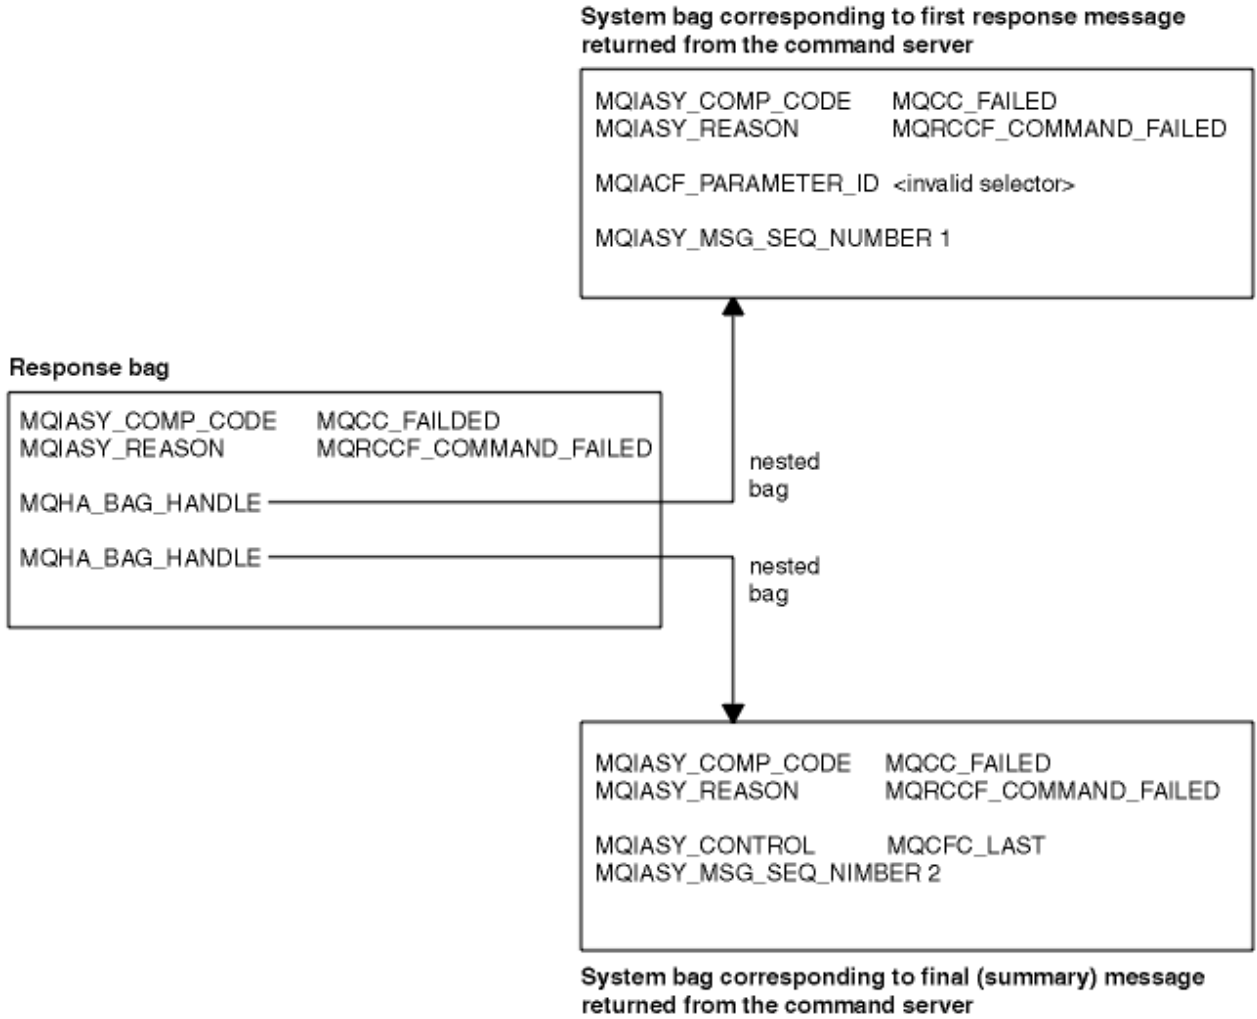 System bag corresponding to first response message
returned from the command server
MQIASY_COMP_CODE MQCC_FAILED
MQIASY_REASON MQRCCF_COMMAND_FAILED
MQIACF_PARAMETER_ID <invalid selector>
MQIASY_MSG_SEQ_NUMBER 1
Response bag
MQIASY_COMP_CODE MQCC_FAILDED
MQIASY_REASON MQRCCF_COMMAND_FAILED
MQHA_BAG_HANDLE
nested
bag
MQHA_BAG_HANDLE
nested
bag
MQIASY_COMP_CODE MQCC_FAILED
MQIASY_REASON MQRCCF_COMMAND_FAILED
MQIASY_CONTROL MQCFC_LAST
MQIASY_MSG_SEQ_NIMBER 2
System bag corresponding to final (summary) message
returned from the command server